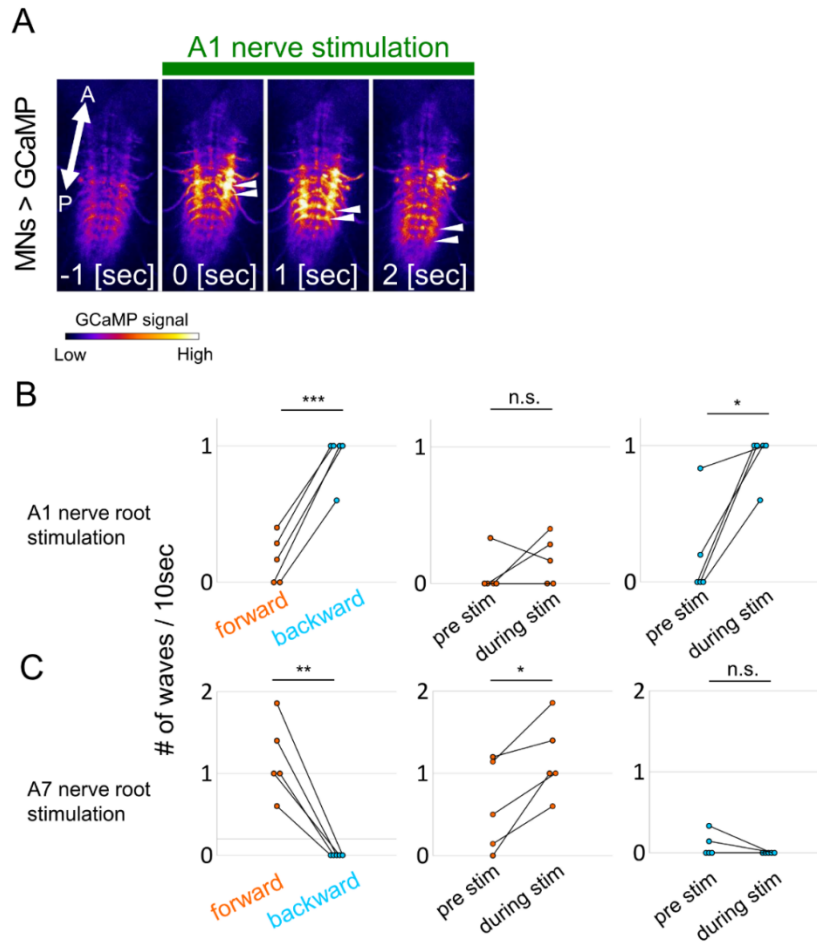 A
A1 nerve stimulation
MNs > GCaMP
A
P
-1 [sec]
0 [sec]
1 [sec]
2 [sec]
GCaMP signal
Low
High
B
A1 nerve root
stimulation
# of waves / 10sec
***
1
0
forward
backward
n.s.
1
0
pre stim
during stim
*
1
0
pre stim
during stim
C
A7 nerve root
stimulation
**
2
1
0
forward
backward
*
2
1
0
pre stim
during stim
n.s.
2
1
0
pre stim
during stim